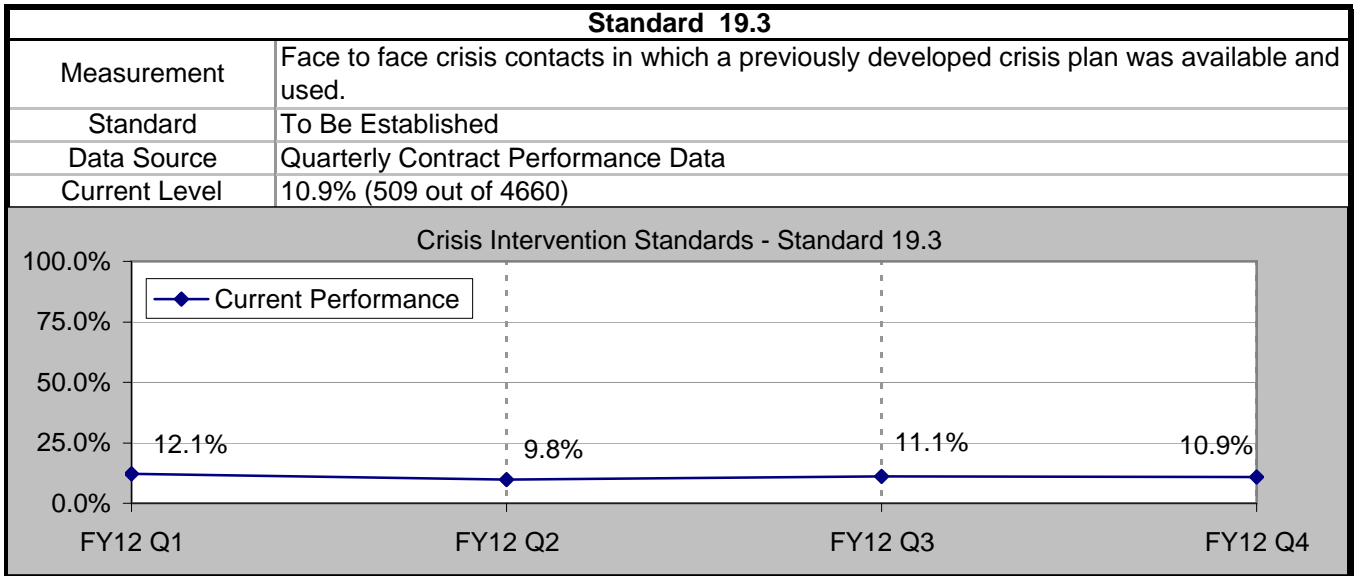 Standard 19.3
Measurement
Face to face crisis contacts in which a previously developed crisis plan was available and
used.
Standard
To Be Established
Data Source
Quarterly Contract Performance Data
Current Level
10.9% (509 out of 4660)
Crisis Intervention Standards - Standard 19.3
100.0%
75.0%
50.0%
25.0%
0.0%
Current Performance
12.1%
9.8%
11.1%
10.9%
FY12 Q1
FY12 Q2
FY12 Q3
FY12 Q4